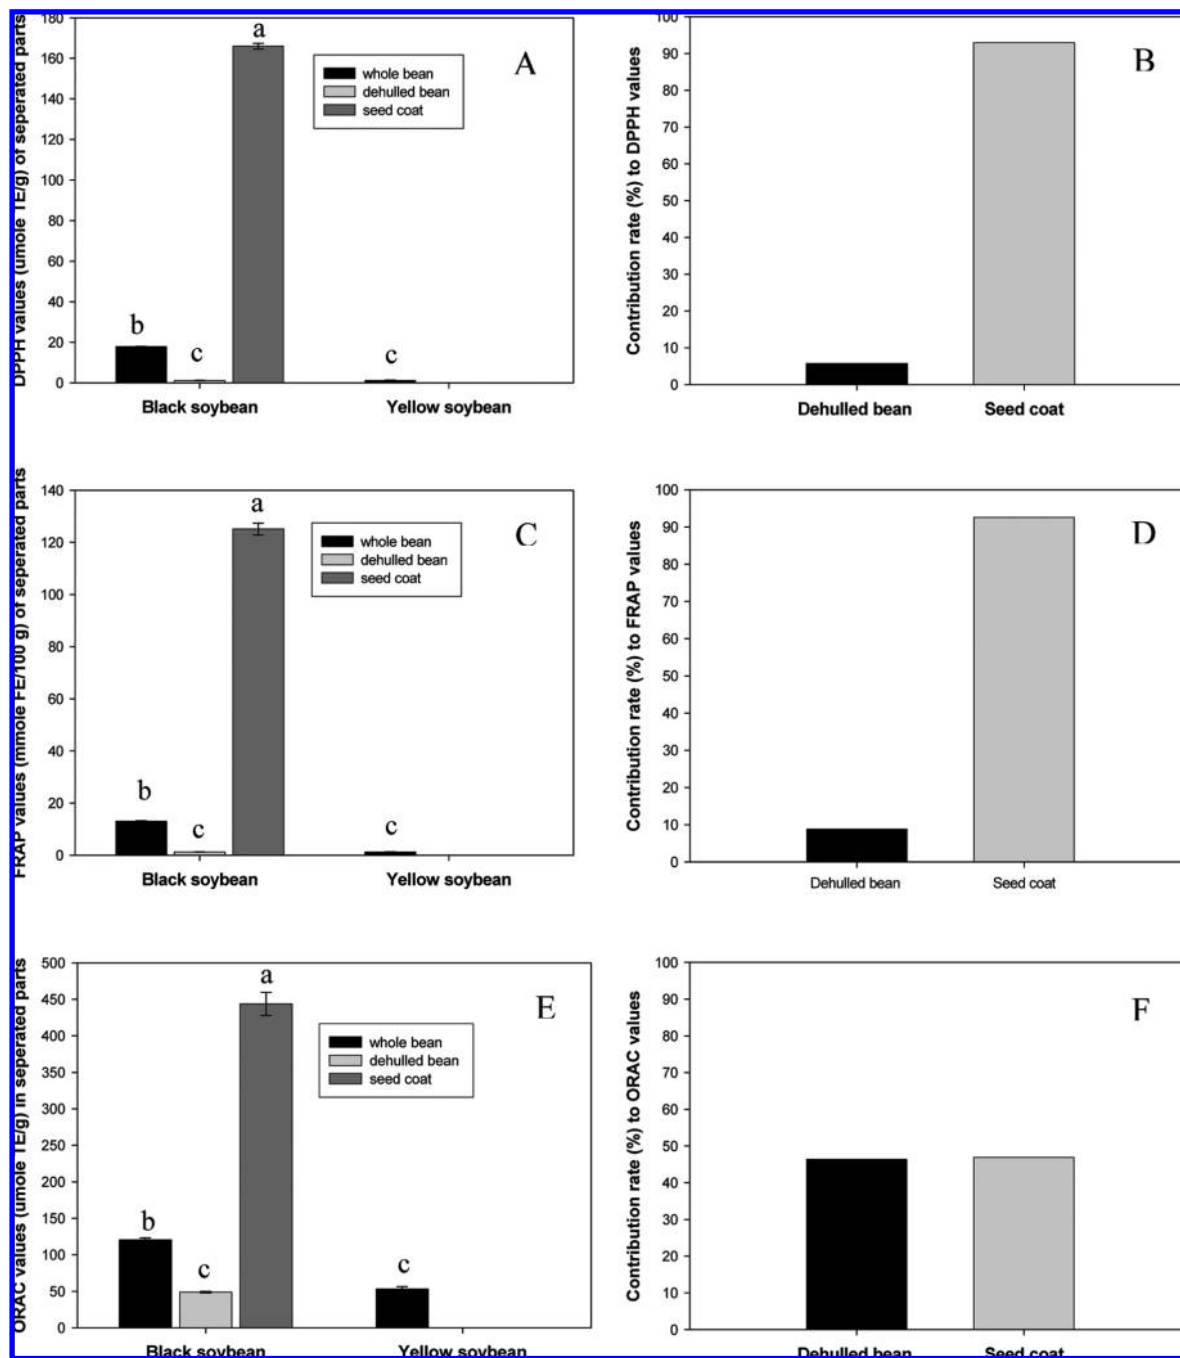 DPPH values (umole TE/g) of seperated parts
180
160
140
120
100
80
60
40
20
0
a
b
c
c
A
whole bean
dehulled bean
seed coat
Black soybean
Yellow soybean
Contribution rate (%) to DPPH values
100
90
80
70
60
50
40
30
20
10
0
B
Dehulled bean
Seed coat
FRAP values (mmole FE/100 g) of seperated parts
140
120
100
80
60
40
20
0
a
b
c
c
C
whole bean
dehulled bean
seed coat
Black soybean
Yellow soybean
Contribution rate (%) to FRAP values
100
90
80
70
60
50
40
30
20
10
0
D
Dehulled bean
Seed coat
ORAC values (umole TE/g) in seperated parts
500
450
400
350
300
250
200
150
100
50
0
a
b
c
c
E
whole bean
dehulled bean
seed coat
Black soybean
Yellow soybean
Contribution rate (%) to ORAC values
100
90
80
70
60
50
40
30
20
10
0
F
Dehulled bean
Seed coat